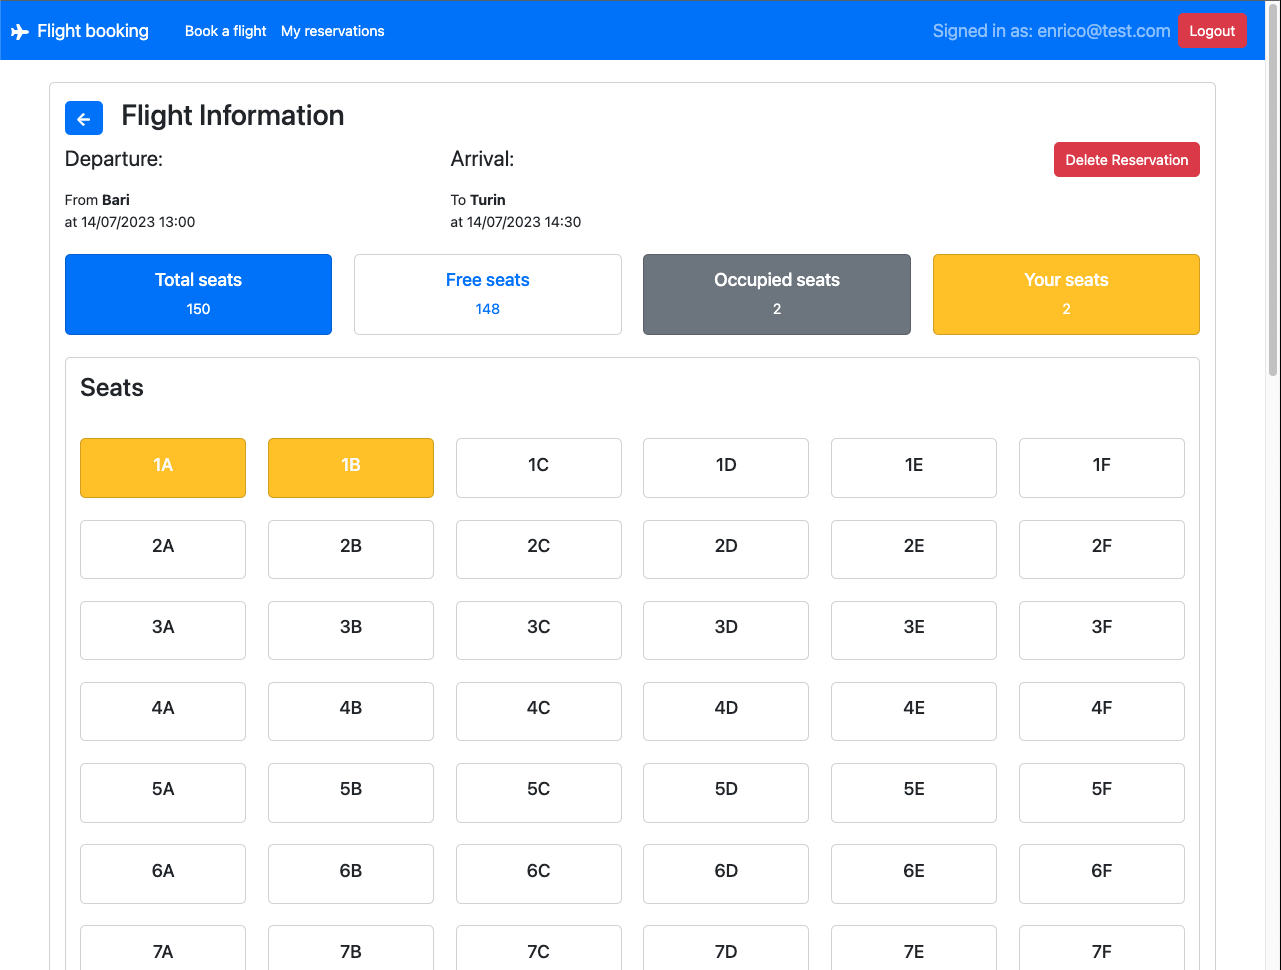 Flight booking Book a flight My reservations Signed in as: enrico@test.com Logout
Flight Information
Departure: Arrival: Delete Reservation
From Bari To Turin
at 14/07/2023 13:00 at 14/07/2023 14:30
Total seats Free seats Occupied seats Your seats
150 148 2 2
Seats
1A 1B 1C 1D 1E 1F
2A 2B 2C 2D 2E 2F
3A 3B 3C 3D 3E 3F
4A 4B 4C 4D 4E 4F
5A 5B 5C 5D 5E 5F
6A 6B 6C 6D 6E 6F
7A 7B 7C 7D 7E 7F